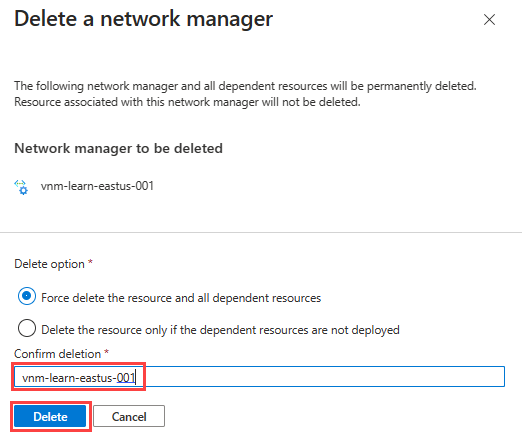 Delete a network manager
The following network manager and all dependent resources will be permanently deleted.
Resource associated with this network manager will not be deleted.
Network manager to be deleted
vnm-learn-eastus-001
Delete option *
Force delete the resource and all dependent resources
Delete the resource only if the dependent resources are not deployed
Confirm deletion *
vnm-learn-eastus-001
Delete Cancel